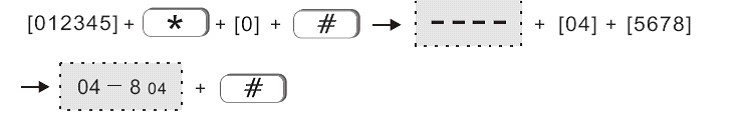 [012345] + * + [0] + # → ---- + [04] + [5678]
→ 04 — 8 04 + #